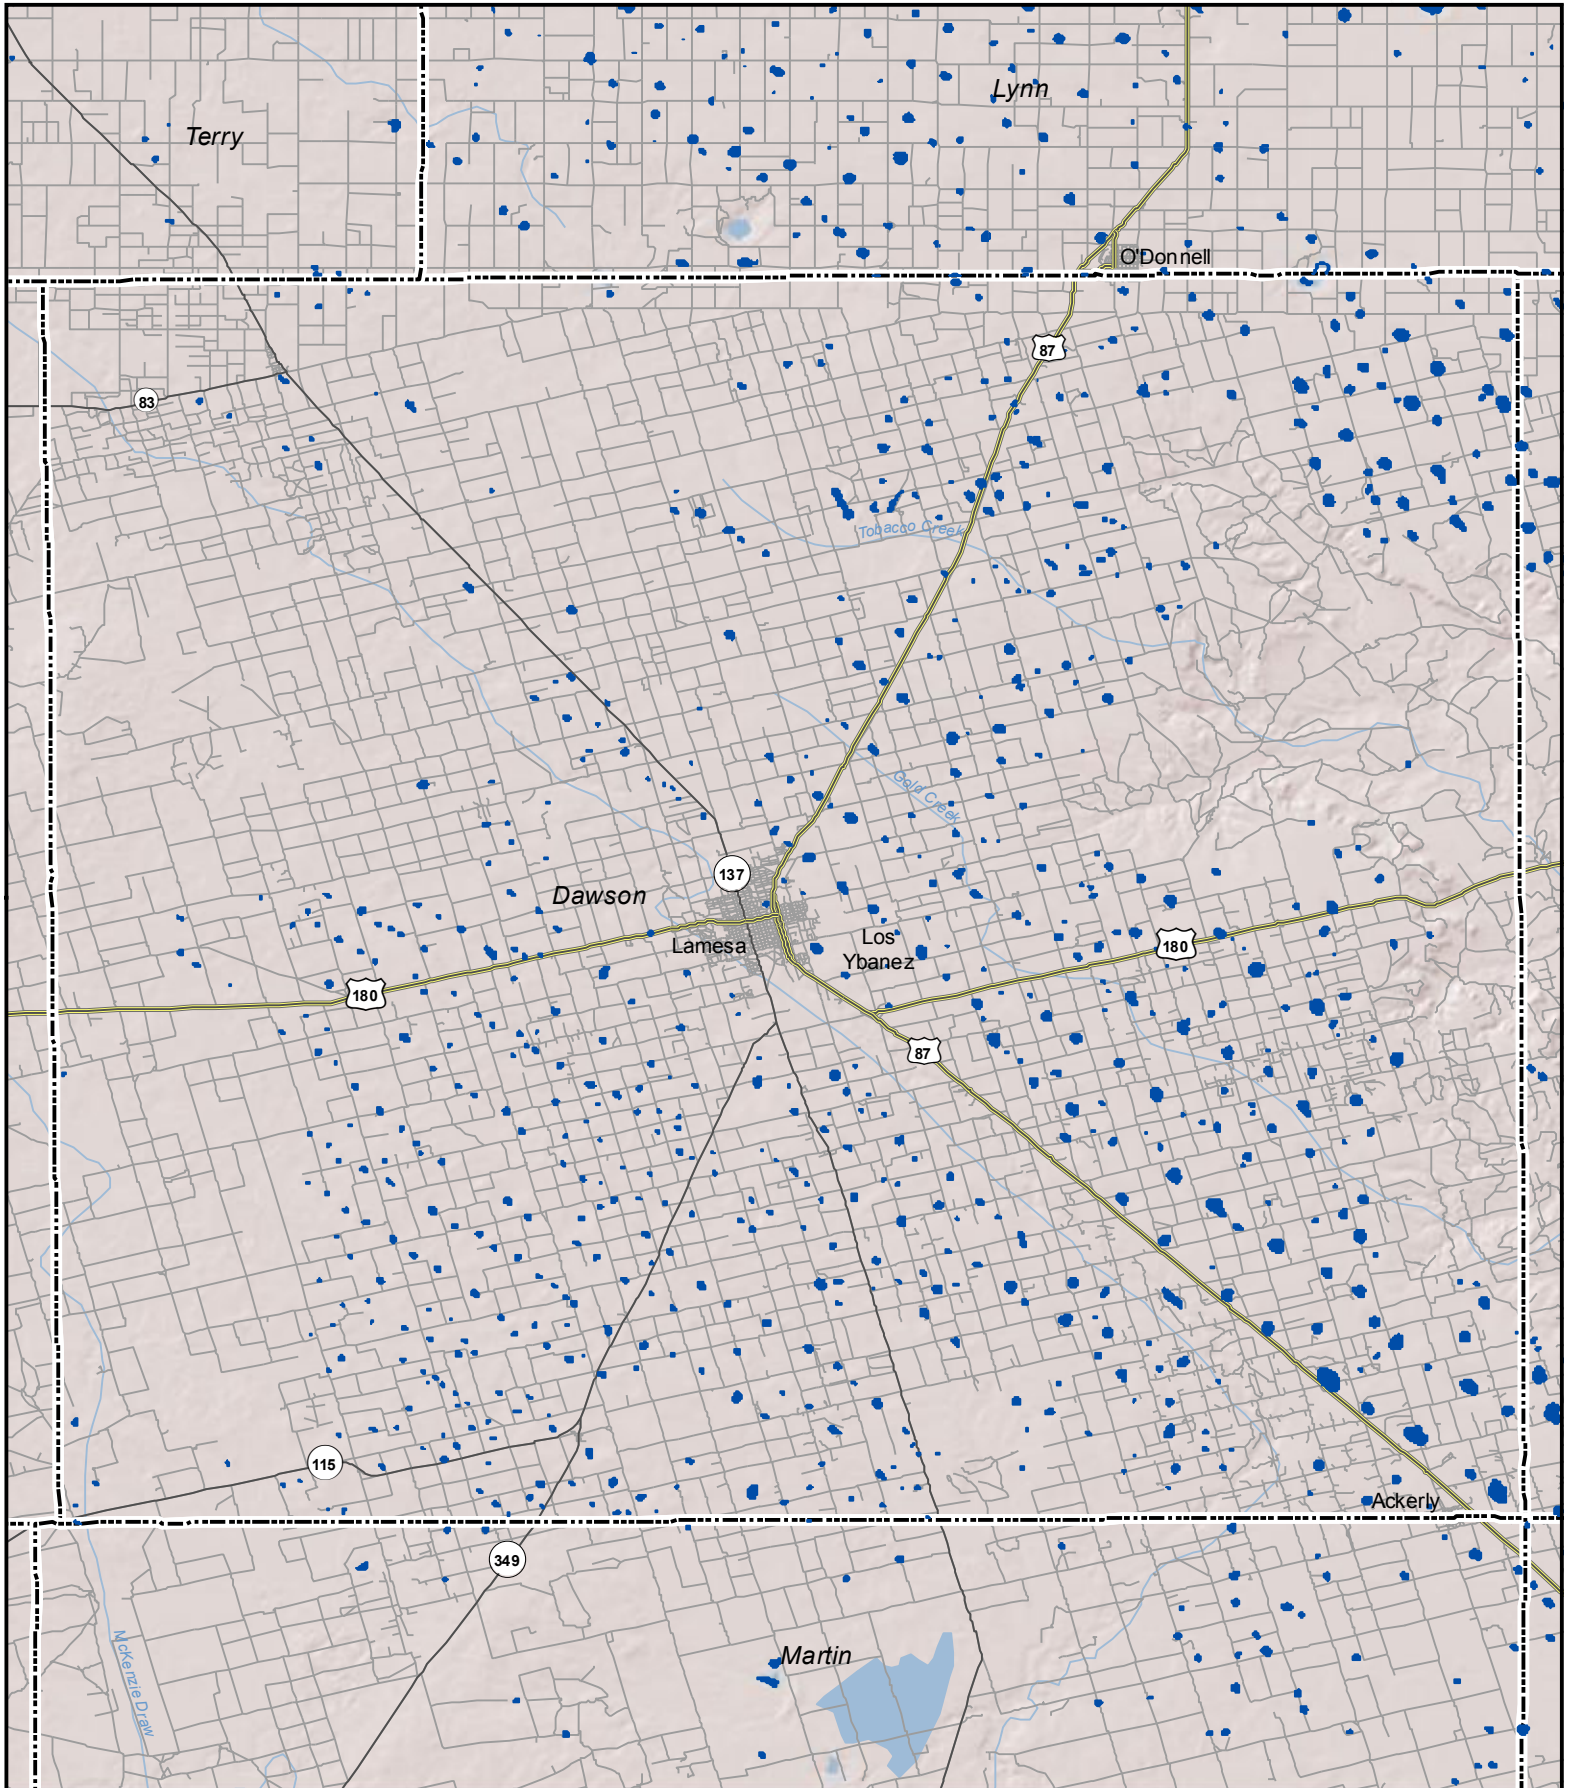 Lynn
Terry
O'Donnell
87
83
Tobacco Creek
Gold Creek
137
Dawson
Lamesa
Los
Ybanez
180
180
87
115
Ackerly
349
Martin
McKenzie Draw